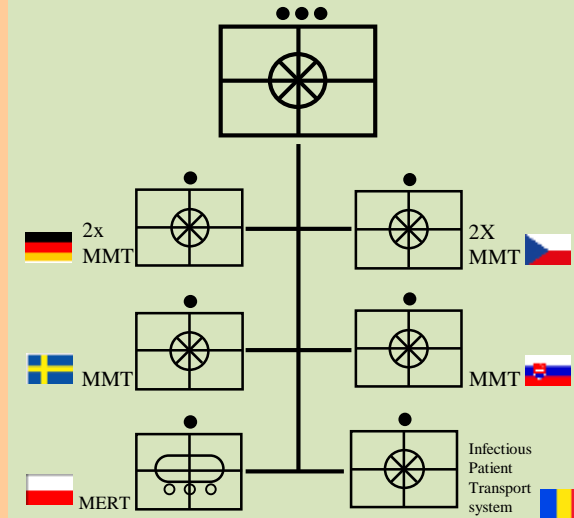 2x
MMT
2X
MMT
MMT
MMT
MERT
Infectious
Patient
Transport
system